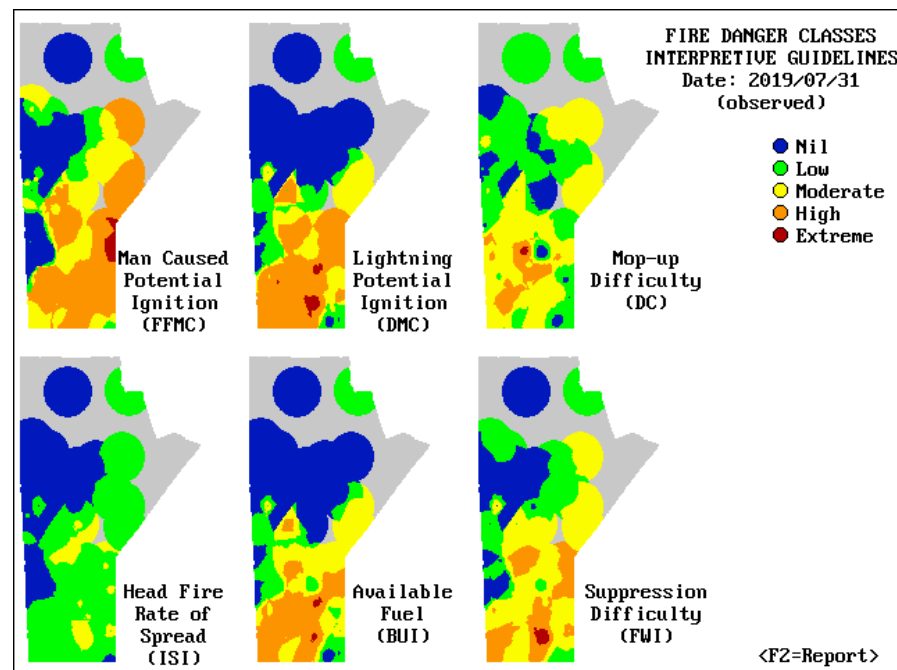 FIRE DANGER CLASSES
INTERPRETIVE GUIDELINES
Date: 2019/07/31
(observed)
Nil
Low
Moderate
High
Extreme
Man Caused
Potential
Ignition
(FFMC)
Lightning
Potential
Ignition
(DMC)
Mop-up
Difficulty
(DC)
Head Fire
Rate of
Spread
(ISI)
Available
Fuel
(BUI)
Suppression
Difficulty
(FWI)
<F2=Report>